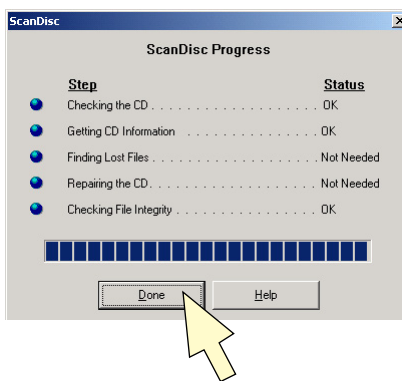 ScanDisc
ScanDisc Progress
Step Status
Checking the CD . . . . . . . . . . . . . . . . . . . OK
Getting CD Information . . . . . . . . . . . . . . . OK
Finding Lost Files . . . . . . . . . . . . . . . . . . Not Needed
Repairing the CD . . . . . . . . . . . . . . . . . . . Not Needed
Checking File Integrity . . . . . . . . . . . . . . . . OK
Done Help